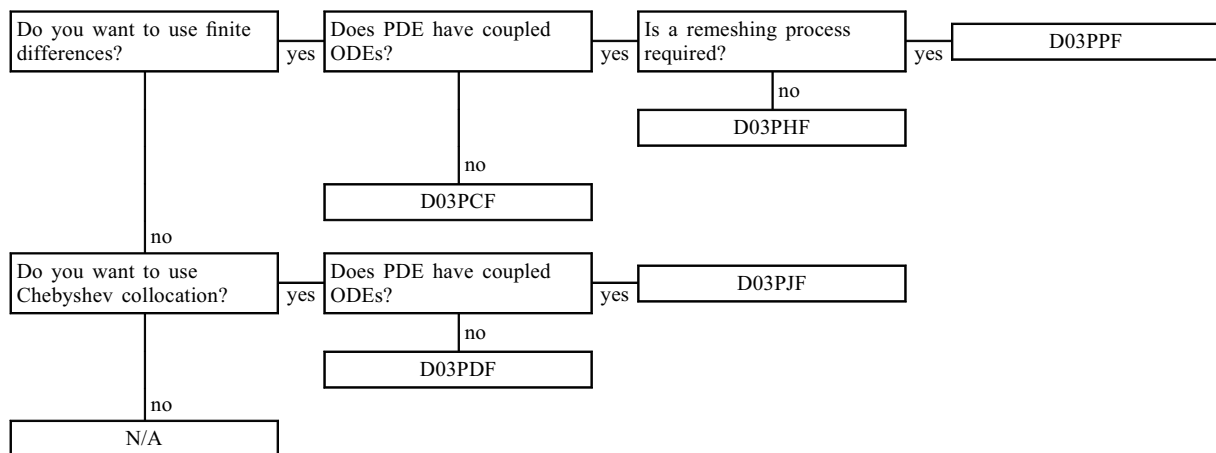 Do you want to use finite
differences?
yes
Does PDE have coupled
ODEs?
yes
Is a remeshing process
required?
yes
D03PPF
no
D03PHF
no
D03PCF
no
Do you want to use
Chebyshev collocation?
yes
Does PDE have coupled
ODEs?
yes
D03PJF
no
D03PDF
no
N/A